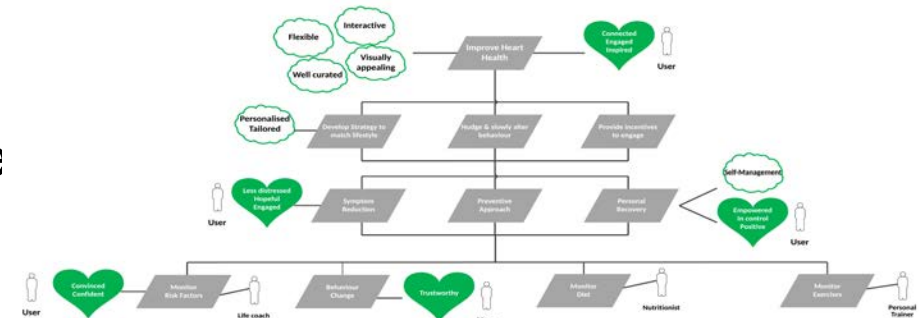 Interactive
Flexible
Visually
appealing
Well curated
Improve Heart
Health
Connected
Engaged
Inspired
User
Personalised
Tailored
Develop Strategy to
match lifestyle
Nudge & slowly alter
behaviour
Provide incentives
to engage
Less distressed
Hopeful
Engaged
User
Symptom
Reduction
Preventive
Approach
Personal
Recovery
Self-Management
Empowered
In control
Positive
User
Convinced
Confident
User
Monitor
Risk Factors
Life coach
Behaviour
Change
Trustworthy
Monitor
Diet
Nutritionist
Monitor
Exercises
Personal
Trainer